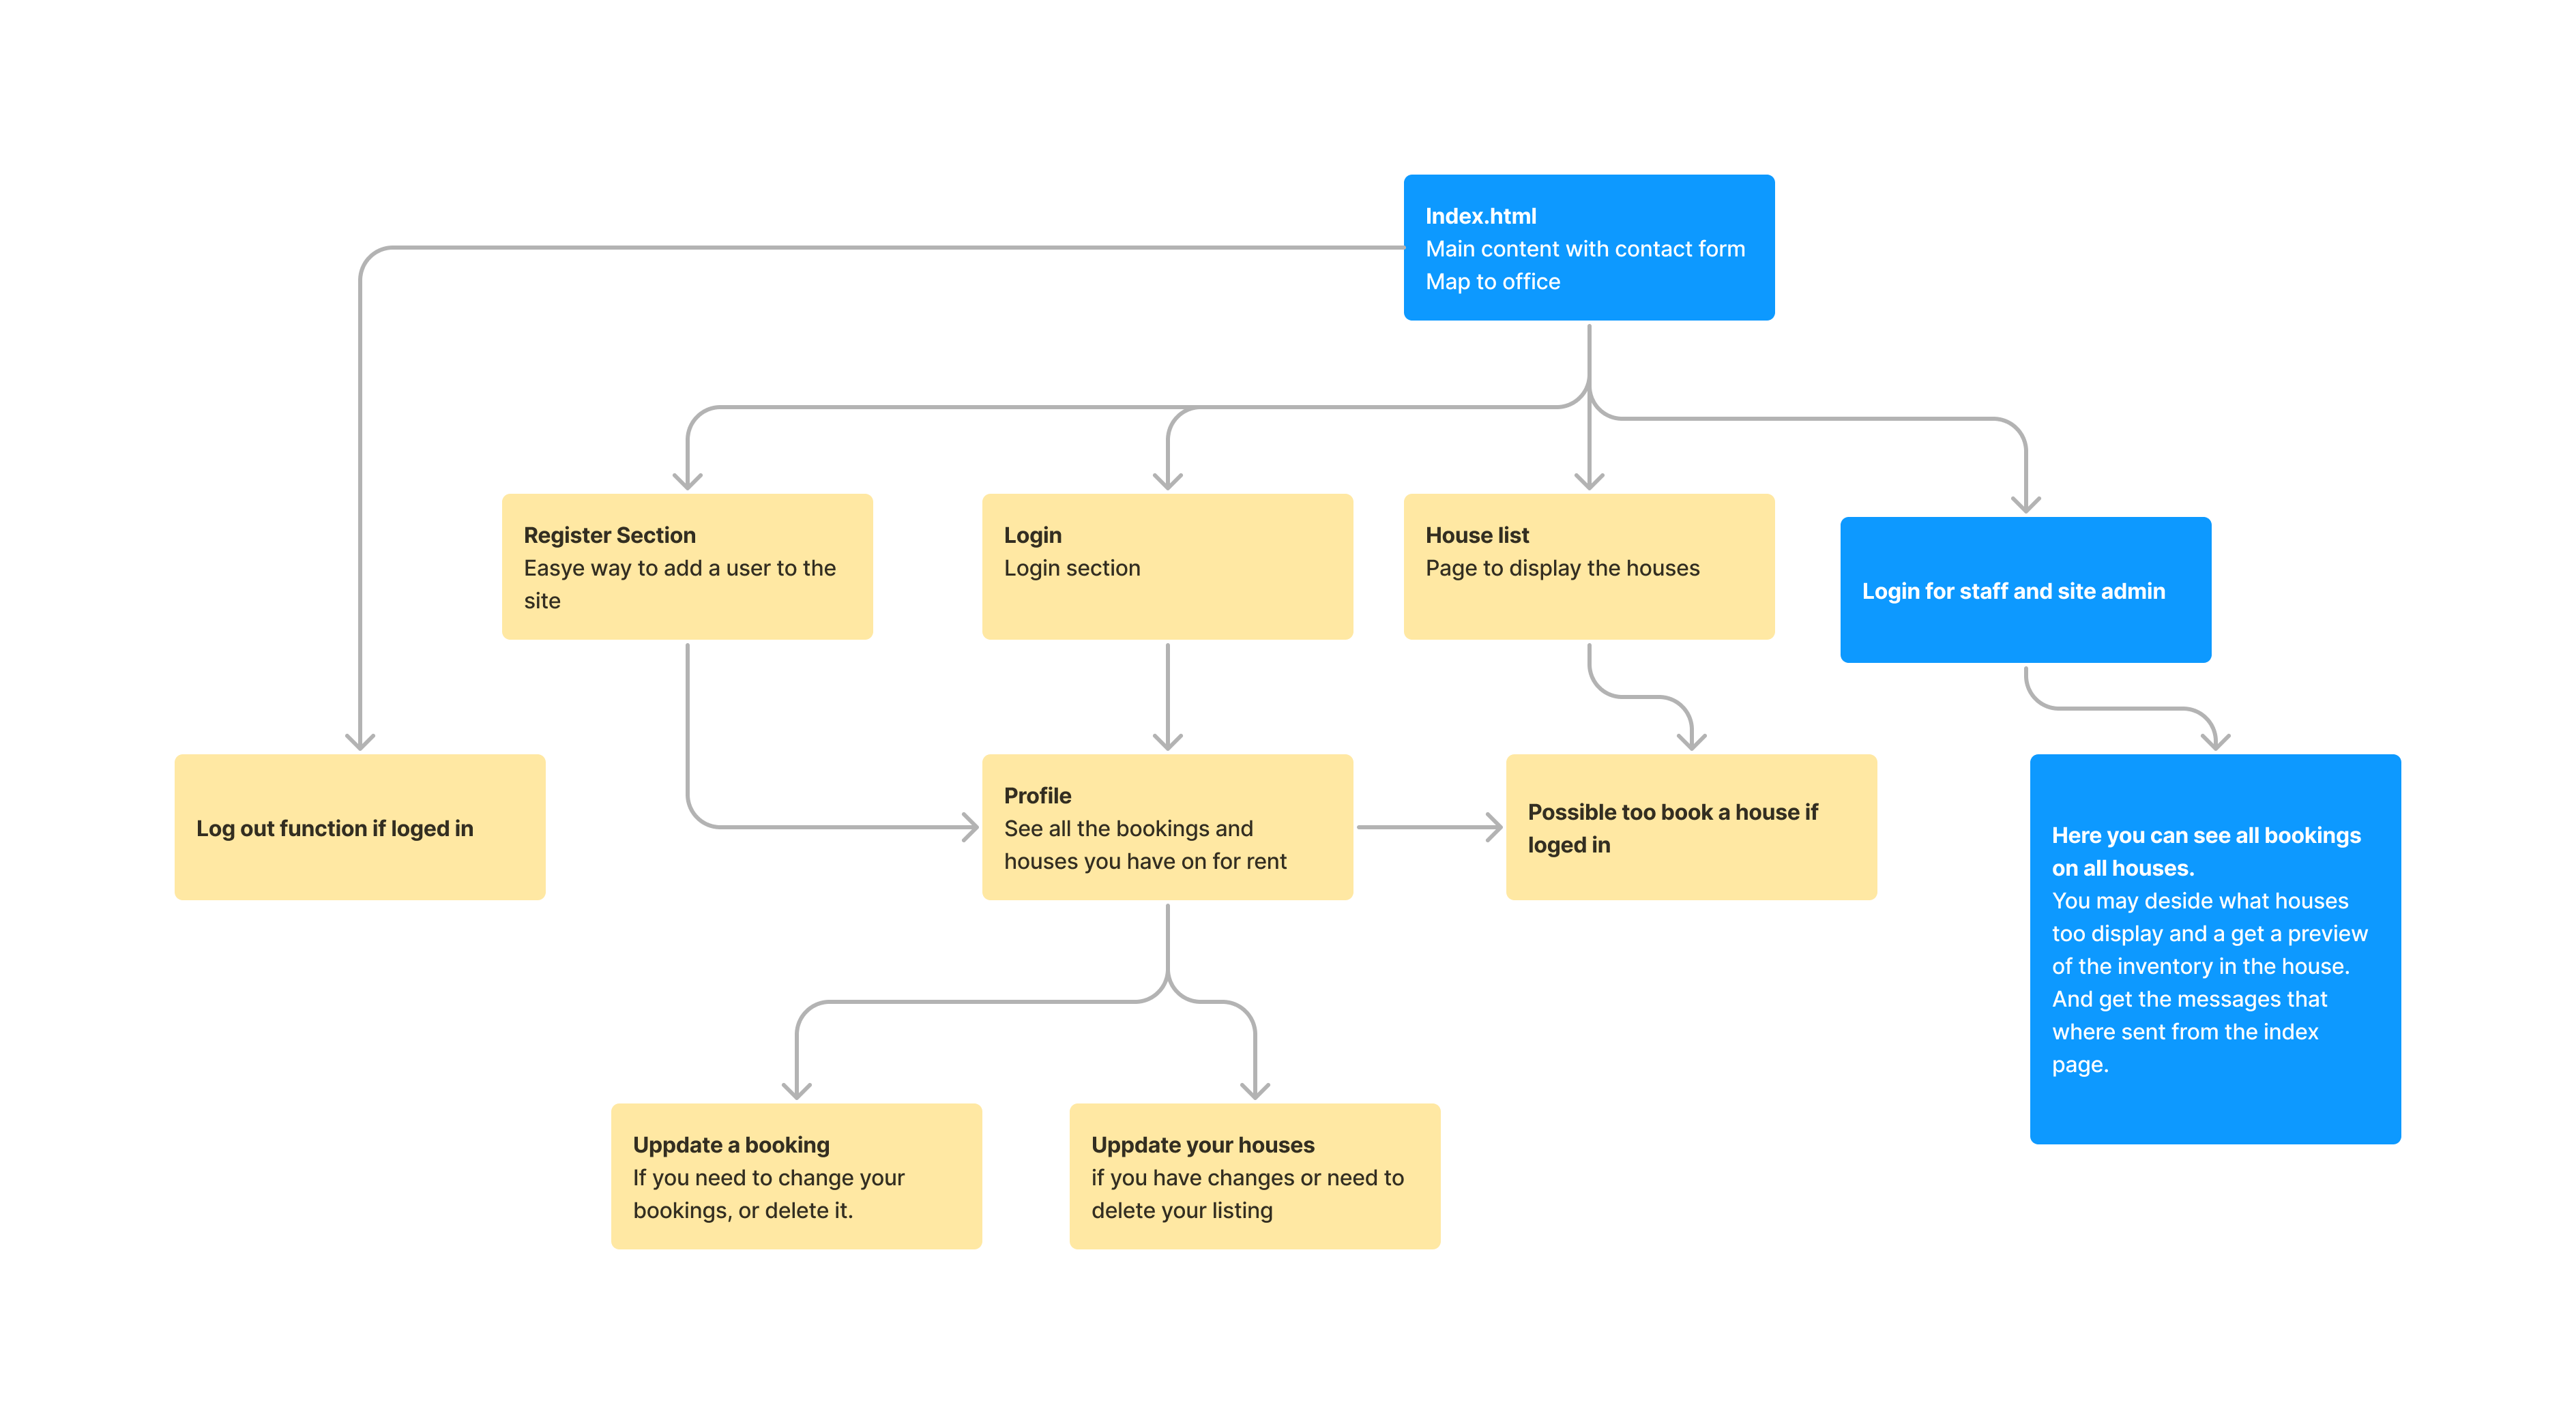 Index.html
Main content with contact form
Map to office
Register Section
Easye way to add a user to the
site
Login
Login section
House list
Page to display the houses
Login for staff and site admin
Log out function if loged in
Profile
See all the bookings and
houses you have on for rent
Possible too book a house if
loged in
Here you can see all bookings
on all houses.
You may deside what houses
too display and a get a preview
of the inventory in the house.
And get the messages that
where sent from the index
page.
Uppdate a booking
If you need to change your
bookings, or delete it.
Uppdate your houses
if you have changes or need to
delete your listing